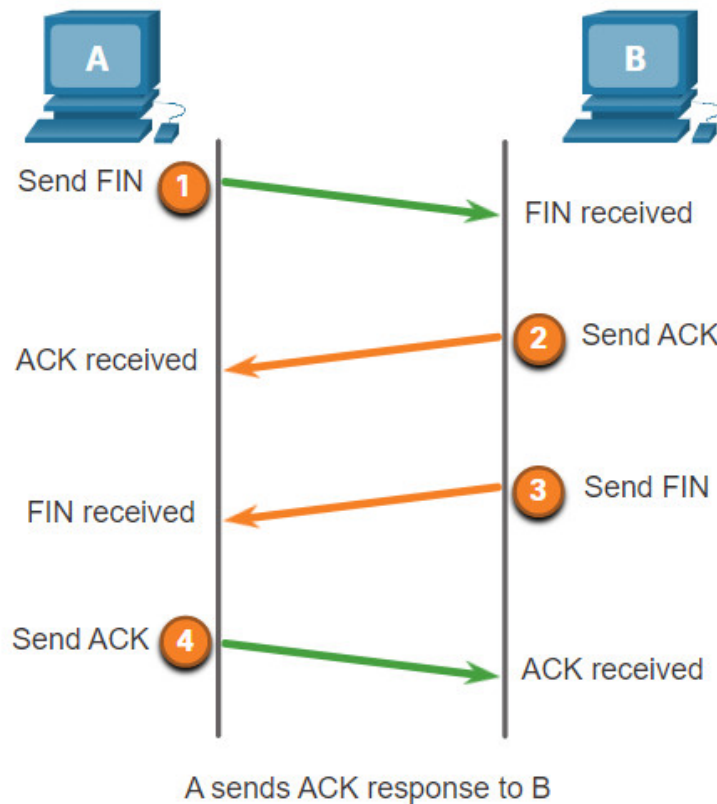 A
B
Send FIN 1
FIN received
2 Send ACK
ACK received
3 Send FIN
FIN received
Send ACK 4
ACK received
A sends ACK response to B